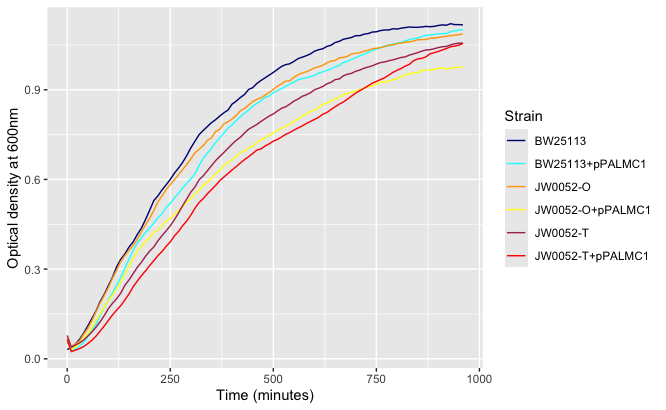 Optical density at 600nm
0.9
0.6
0.3
0.0
0
250
500
750
1000
Time (minutes)
Strain
BW25113
BW25113+pPALMC1
JW0052-O
JW0052-O+pPALMC1
JW0052-T
JW0052-T+pPALMC1